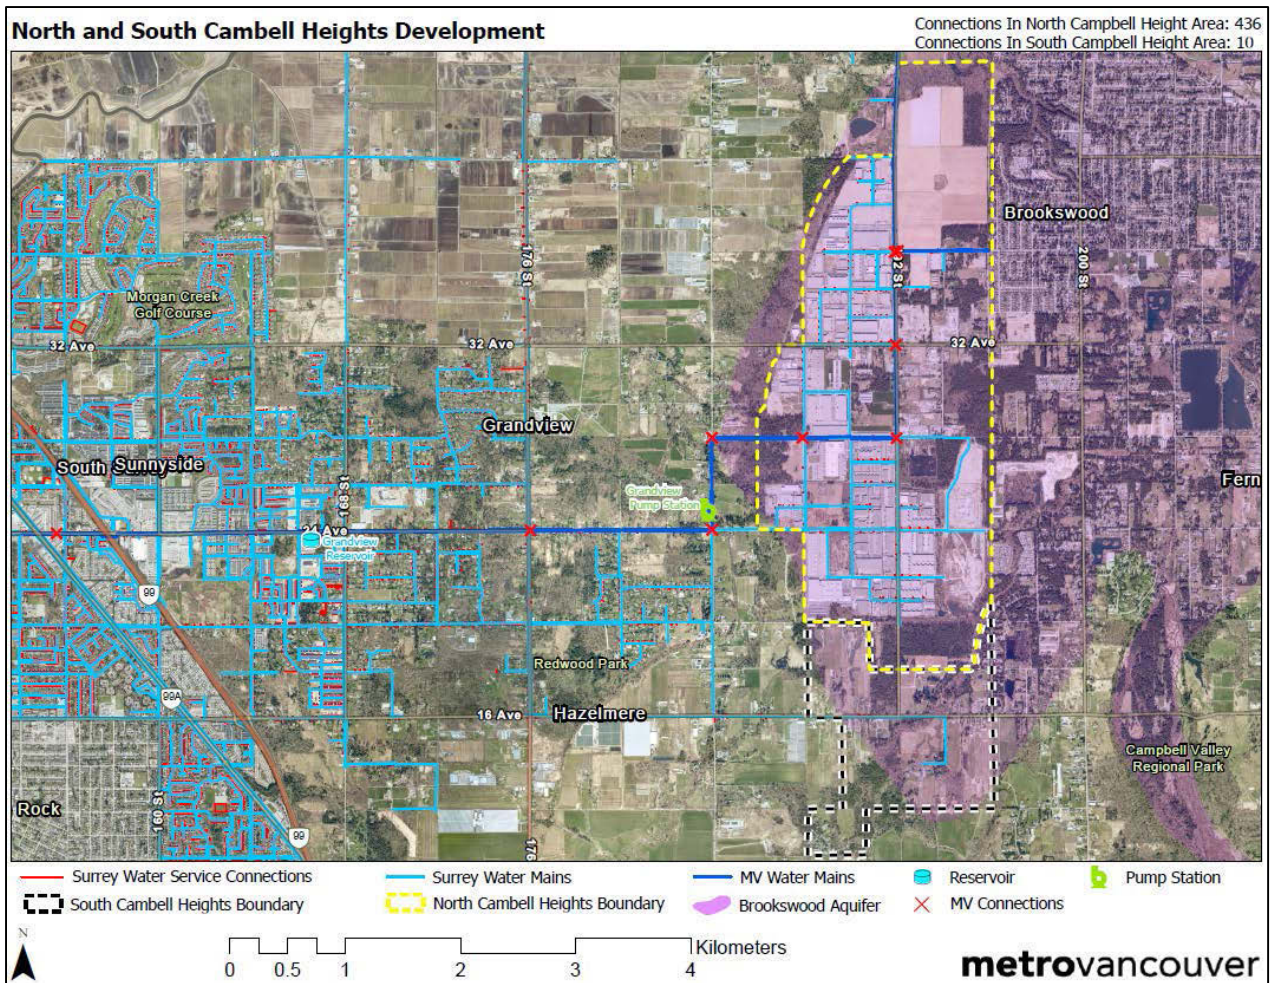 North and South Cambell Heights Development
Connections In North Campbell Height Area: 436
Connections In South Campbell Height Area: 10
Brookswood
176 St
200 St
Morgan Creek
Golf Course
32 Ave
32 Ave
32 Ave
Grandview
South Sunnyside
168 St
Grandview
Pump Station
Fern
Grandview
Reservoir
99
Redwood Park
99A
16 Ave
Hazelmere
Campbell Valley
Regional Park
Rock
160 St
99
176
Surrey Water Service Connections
Surrey Water Mains
MV Water Mains
Reservoir
Pump Station
South Cambell Heights Boundary
North Cambell Heights Boundary
Brookswood Aquifer
MV Connections
N
Kilometers
0 0.5 1 2 3 4
metrovancouver